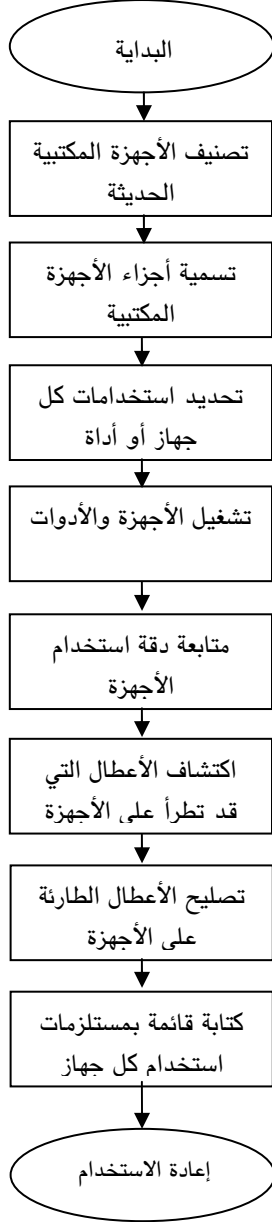 البداية
تصنيف الأجهزة المكتبية
الحديثة
تسمية أجزاء الأجهزة
المكتبية
تحديد استخدامات كل
جهاز أو أداة
تشغيل الأجهزة والأدوات
متابعة دقة استخدام
الأجهزة
اكتشاف الأعطال التي
قد تطرأ على الأجهزة
تصليح الأعطال الطارئة
على الأجهزة
كتابة قائمة بمستلزمات
استخدام كل جهاز
إعادة الاستخدام